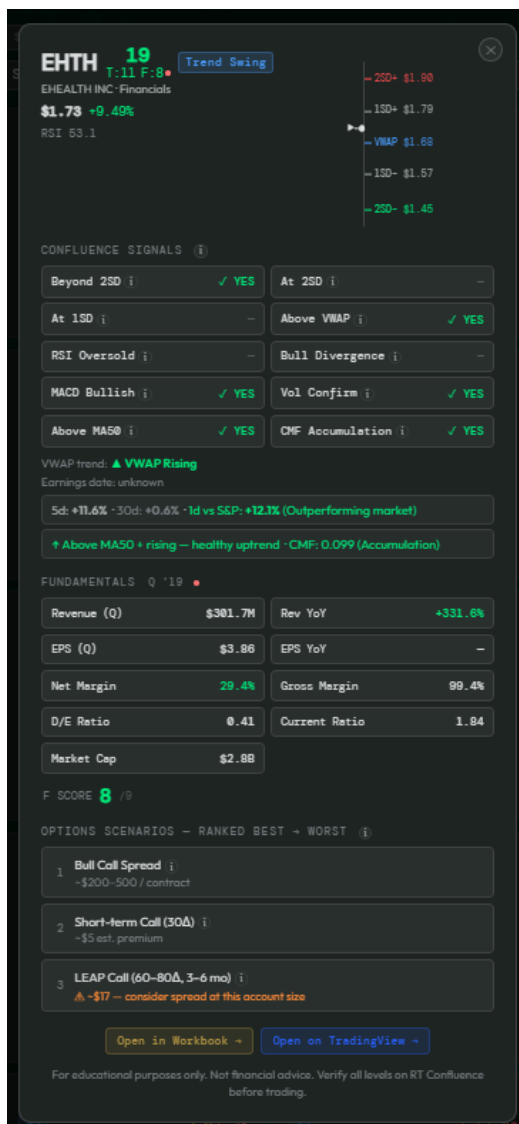 EHTH 19 Trend Swing
T:11 F:8
EHEALTH INC · Financials
$1.73 +9.49%
RSI 53.1
2SD+ $1.90
1SD+ $1.79
VWAP $1.68
1SD- $1.57
2SD- $1.45
CONFLUENCE SIGNALS i
Beyond 2SD i ✓ YES
At 2SD i —
At 1SD i —
Above VWAP i ✓ YES
RSI Oversold i —
Bull Divergence i —
MACD Bullish i ✓ YES
Vol Confirm i ✓ YES
Above MA50 i ✓ YES
CMF Accumulation i ✓ YES
VWAP trend: ▲ VWAP Rising
Earnings date: unknown
5d: +11.6% · 30d: +0.6% · 1d vs S&P: +12.1% (Outperforming market)
↑ Above MA50 + rising — healthy uptrend · CMF: 0.099 (Accumulation)
FUNDAMENTALS Q '19
Revenue (Q) $301.7M
Rev YoY +331.6%
EPS (Q) $3.86
EPS YoY —
Net Margin 29.4%
Gross Margin 99.4%
D/E Ratio 0.41
Current Ratio 1.84
Market Cap $2.8B
F SCORE 8 /9
OPTIONS SCENARIOS — RANKED BEST → WORST i
1 Bull Call Spread i
~$200–500 / contract
2 Short-term Call (30Δ) i
~$5 est. premium
3 LEAP Call (60–80Δ, 3–6 mo) i
⚠ ~$17 — consider spread at this account size
Open in Workbook →
Open on TradingView →
For educational purposes only. Not financial advice. Verify all levels on RT Confluence
before trading.